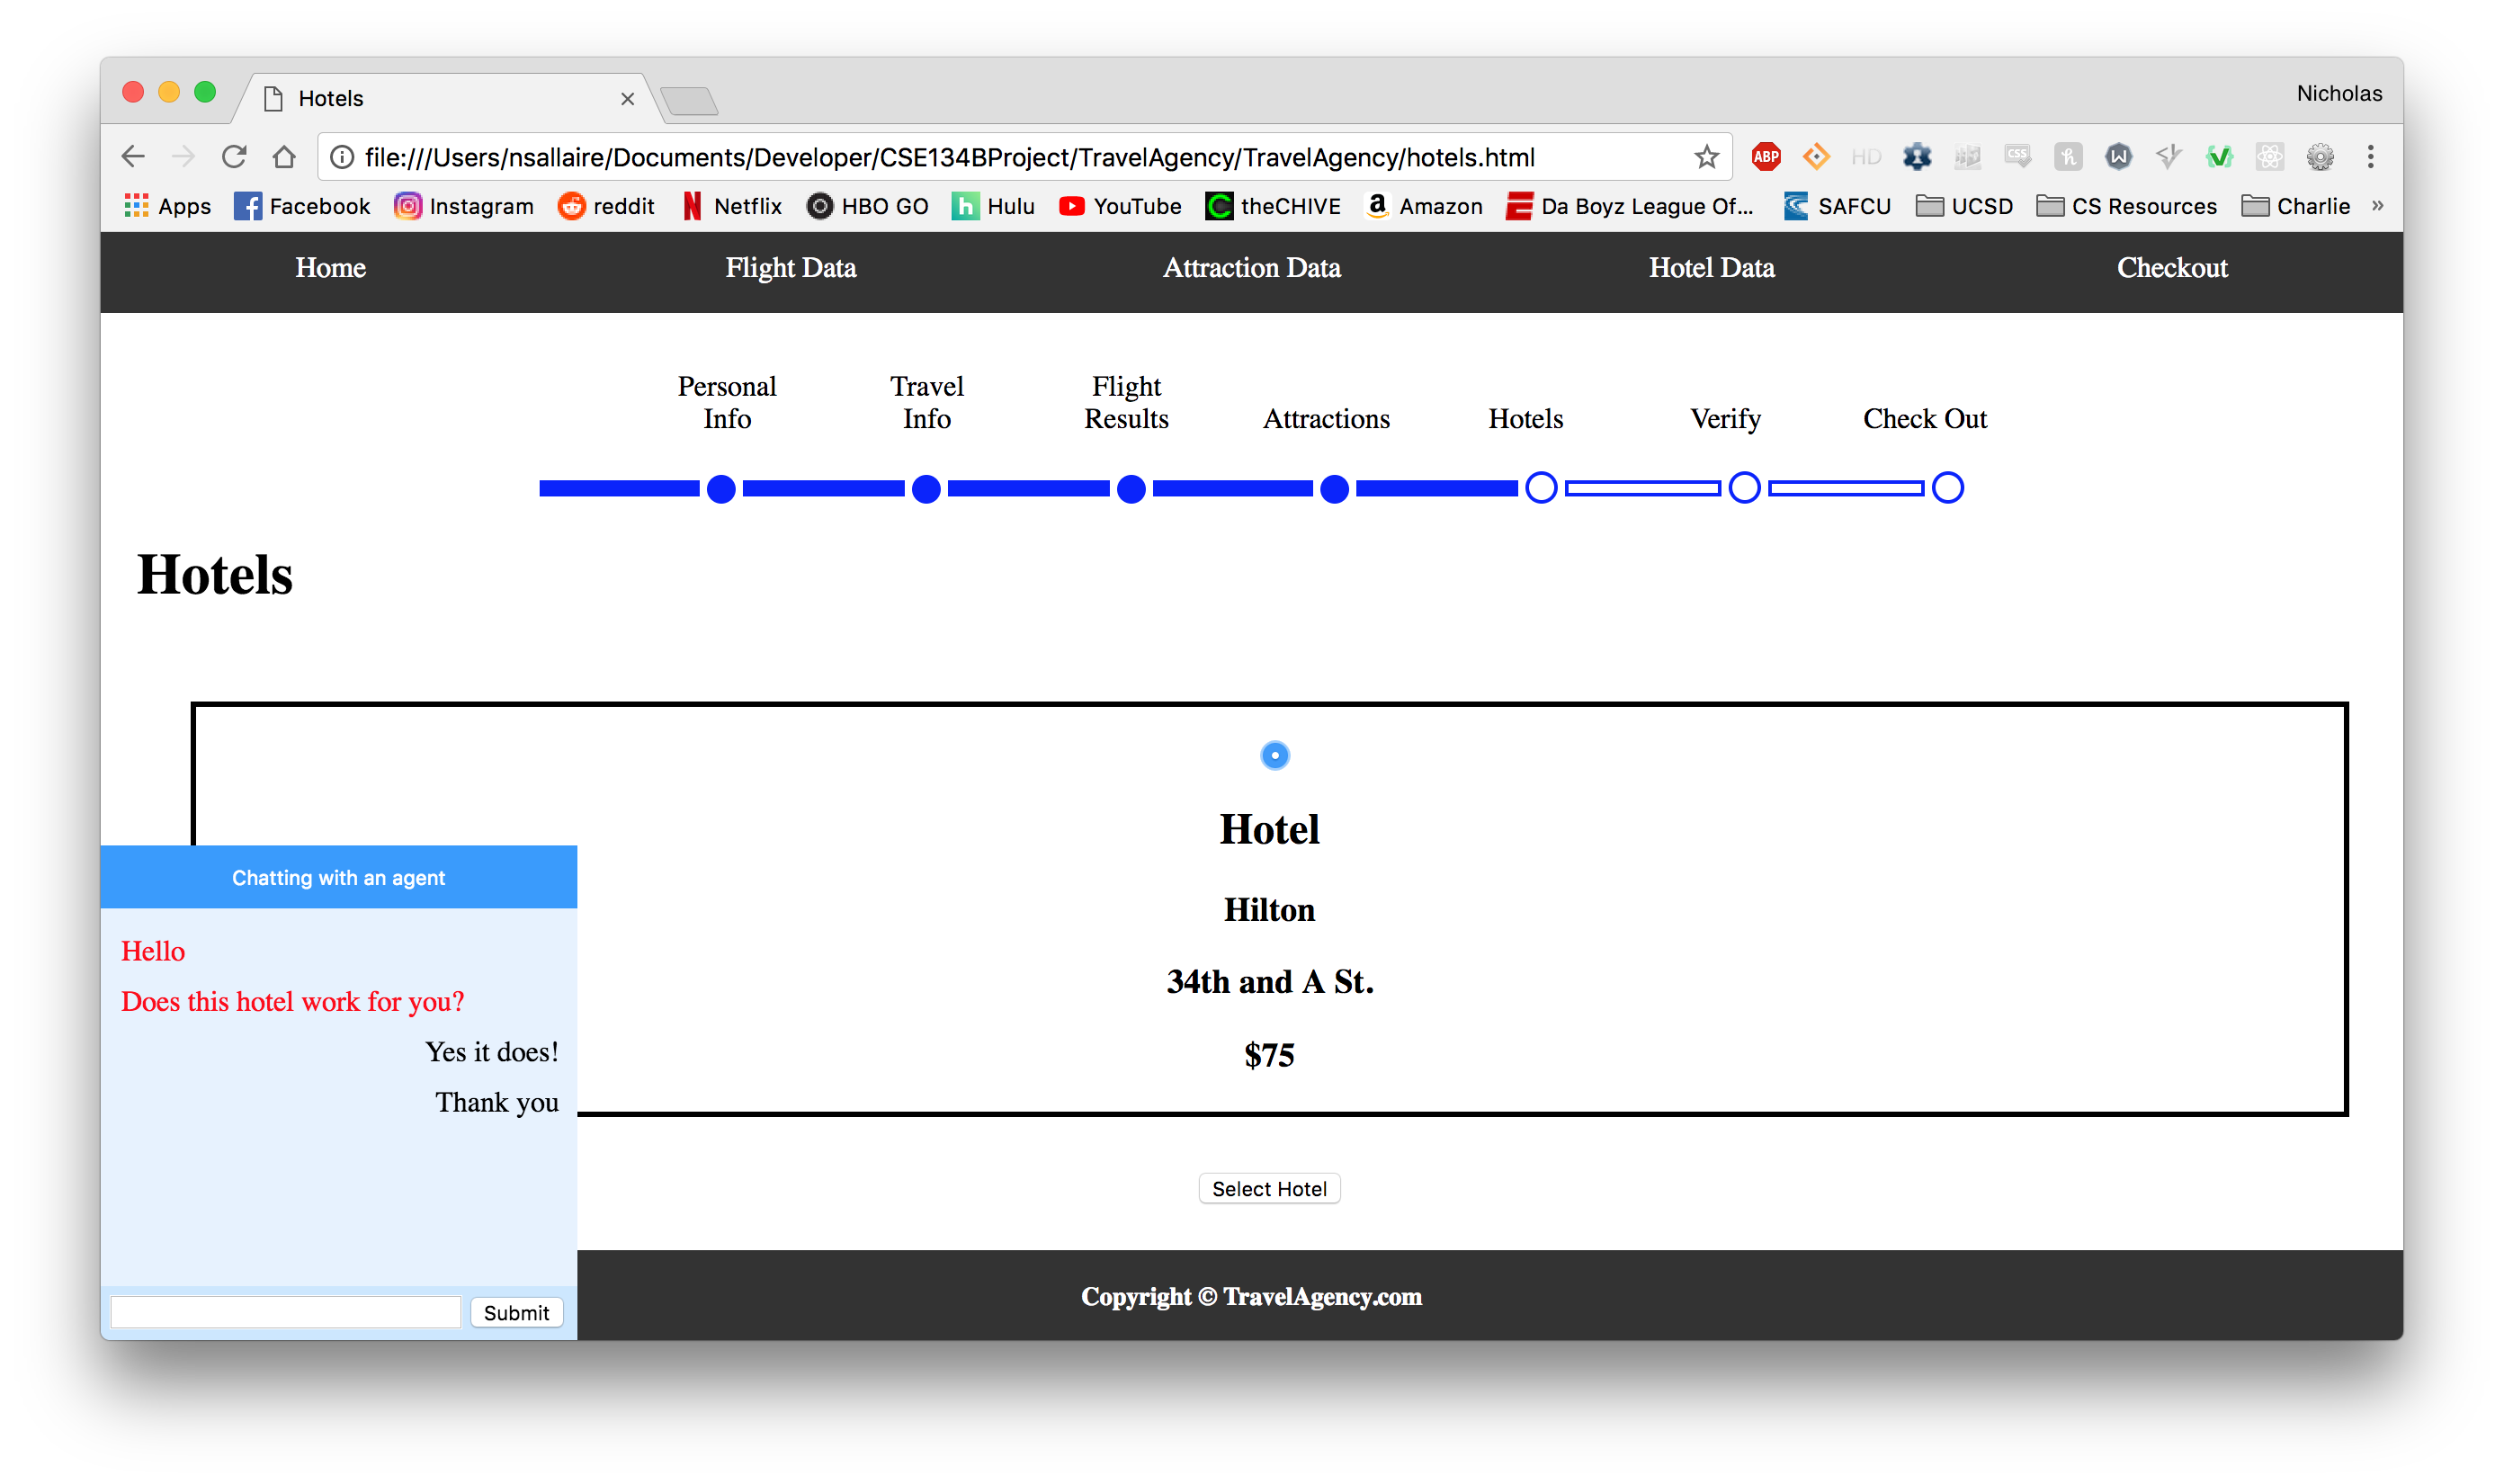 Hotels
Nicholas
file:///Users/nsallaire/Documents/Developer/CSE134BProject/TravelAgency/TravelAgency/hotels.html
ABP
HD
CSS
Apps Facebook Instagram reddit Netflix HBO GO Hulu YouTube theCHIVE Amazon Da Boyz League Of... SAFCU UCSD CS Resources Charlie »
Home Flight Data Attraction Data Hotel Data Checkout
Personal Travel Flight
Info Info Results Attractions Hotels Verify Check Out
Hotels
Hotel
Hilton
34th and A St.
$75
Select Hotel
Chatting with an agent
Hello
Does this hotel work for you?
Yes it does!
Thank you
Submit
Copyright © TravelAgency.com